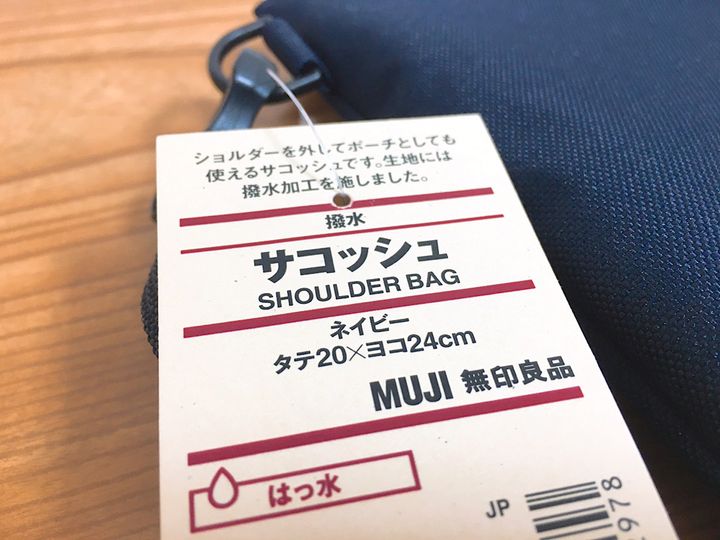 ショルダーを外してポーチとしても
使えるサコッシュです。生地には
撥水加工を施しました。
撥水
サコッシュ
SHOULDER BAG
ネイビー
タテ20×ヨコ24cm
MUJI 無印良品
はっ水
JP